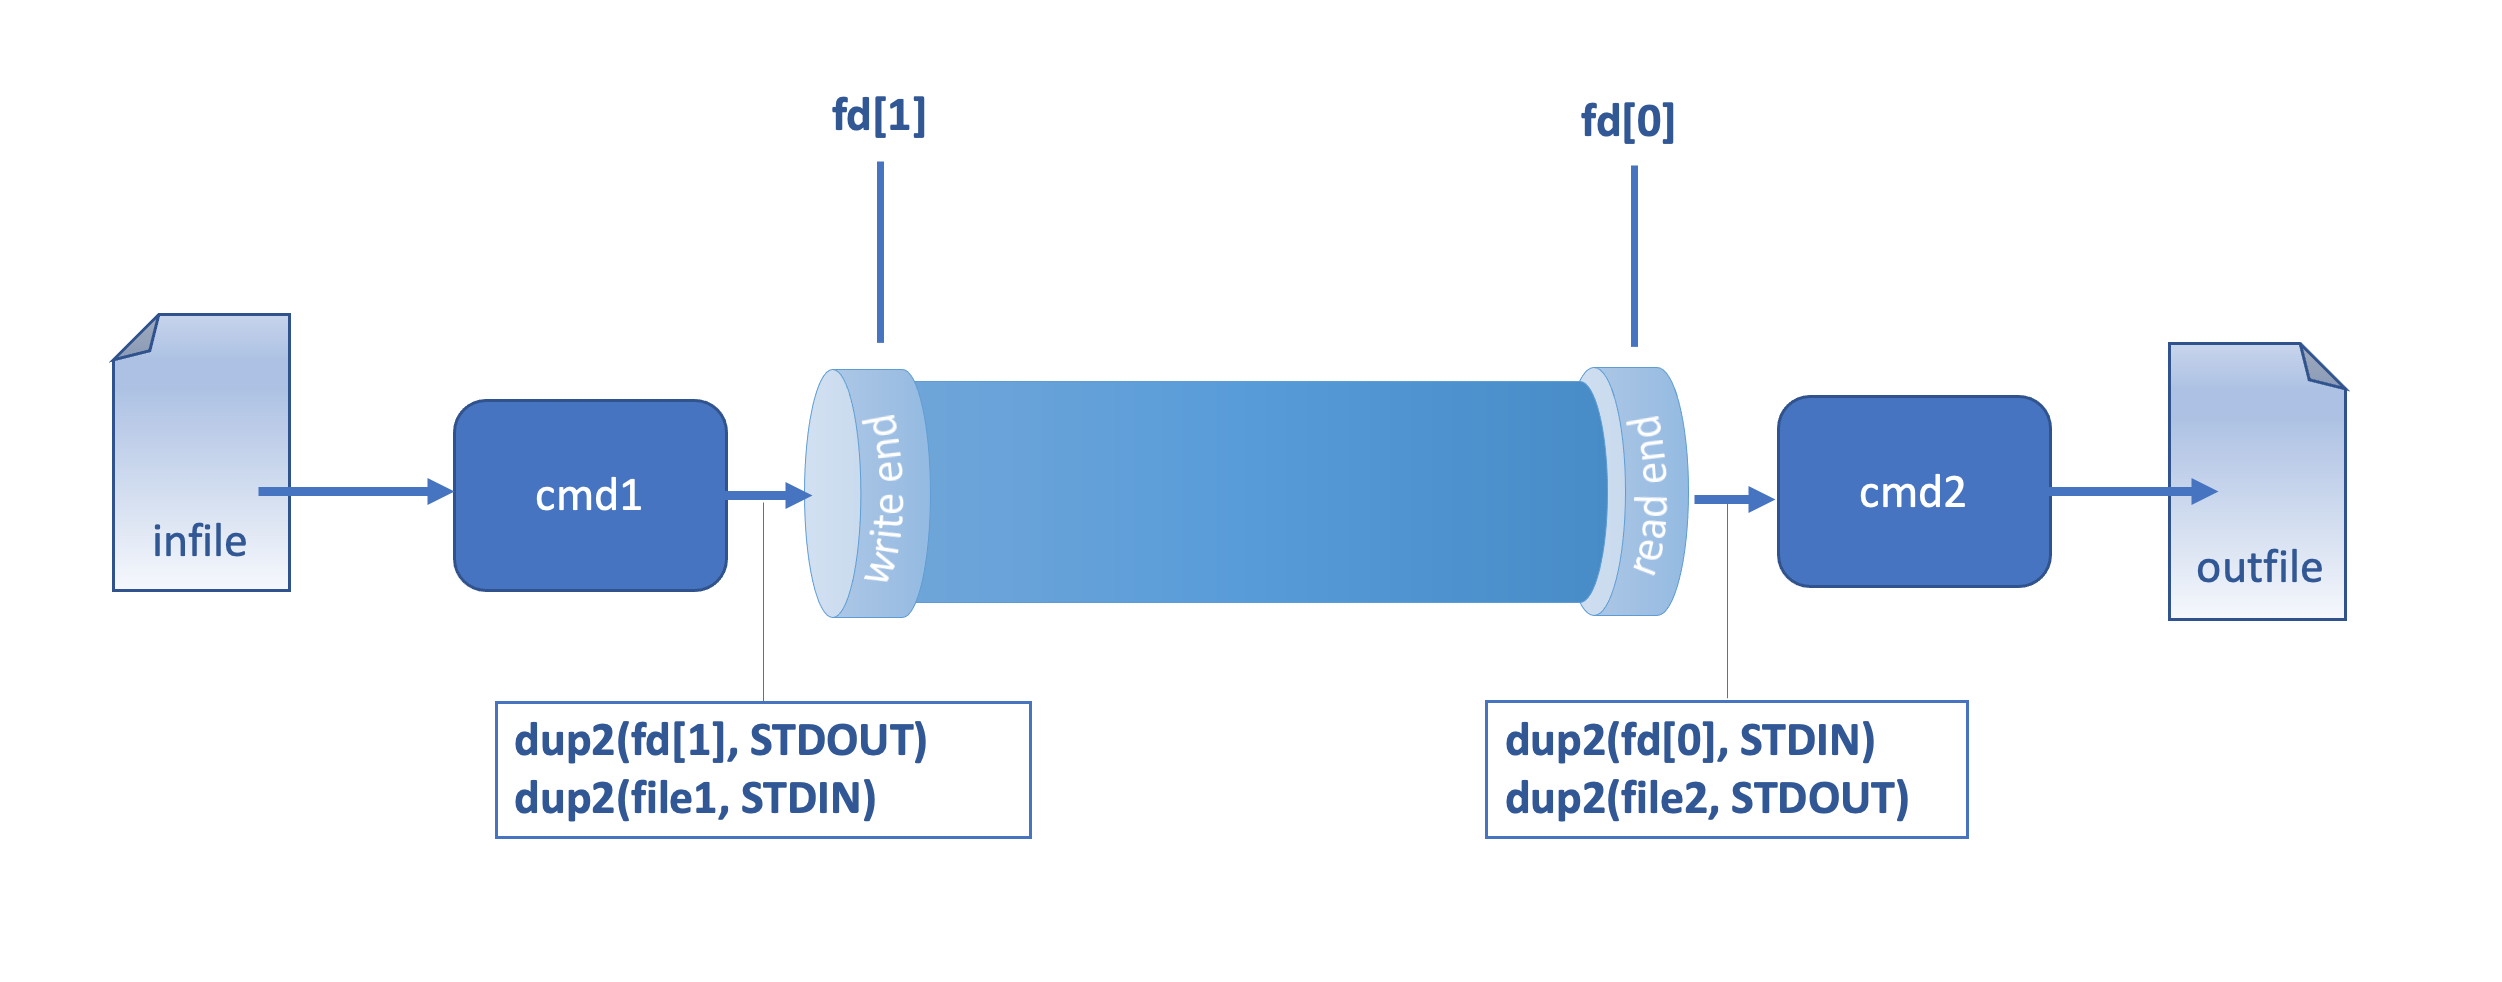 fd[1]
fd[0]
infile
cmd1
write end
read end
cmd2
outfile
dup2(fd[1], STDOUT)
dup2(file1, STDIN)
dup2(fd[0], STDIN)
dup2(file2, STDOUT)